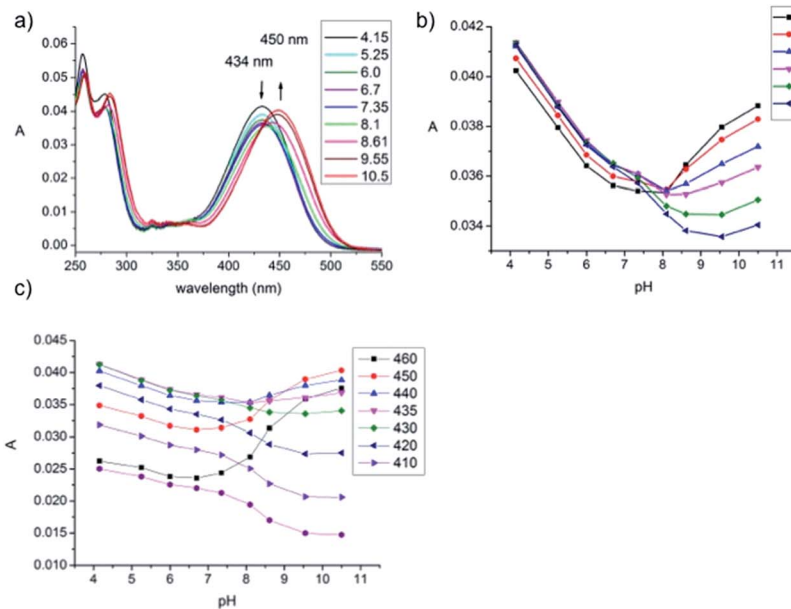 a)
434 nm
450 nm
4.15
5.25
6.0
6.7
7.35
8.1
8.61
9.55
10.5
0.06
0.05
0.04
0.03
0.02
0.01
0.00
A
250 300 350 400 450 500 550
wavelength (nm)
b)
0.042
0.040
0.038
0.036
0.034
A
4 5 6 7 8 9 10 11
pH
c)
0.045
0.040
0.035
0.030
0.025
0.020
0.015
0.010
A
460
450
440
435
430
420
410
4 5 6 7 8 9 10 11
pH